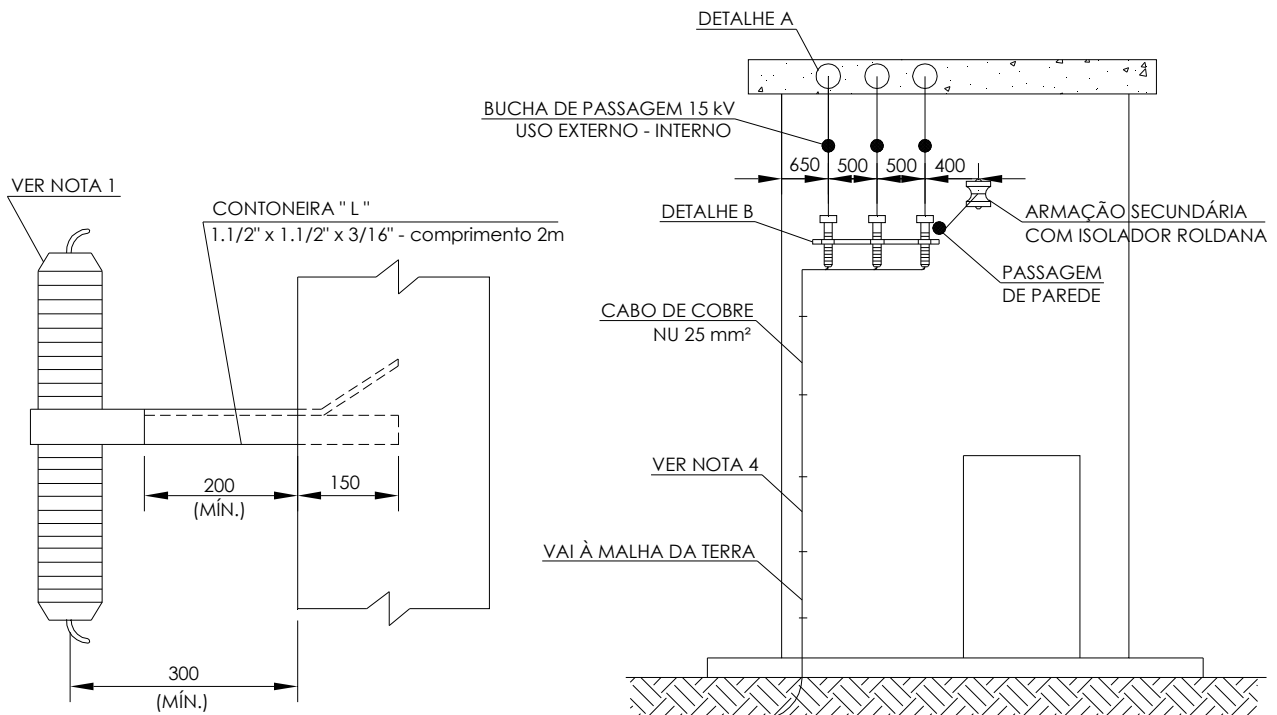 DETALHE A
BUCHA DE PASSAGEM 15 kV
USO EXTERNO - INTERNO
650 500 500 400
VER NOTA 1
CONTONEIRA " L "
1.1/2" x 1.1/2" x 3/16" - comprimento 2m
DETALHE B
ARMAÇÃO SECUNDÁRIA
COM ISOLADOR ROLDANA
PASSAGEM
DE PAREDE
CABO DE COBRE
NU 25 mm²
VER NOTA 4
200
(MÍN.)
150
VAI À MALHA DA TERRA
300
(MÍN.)